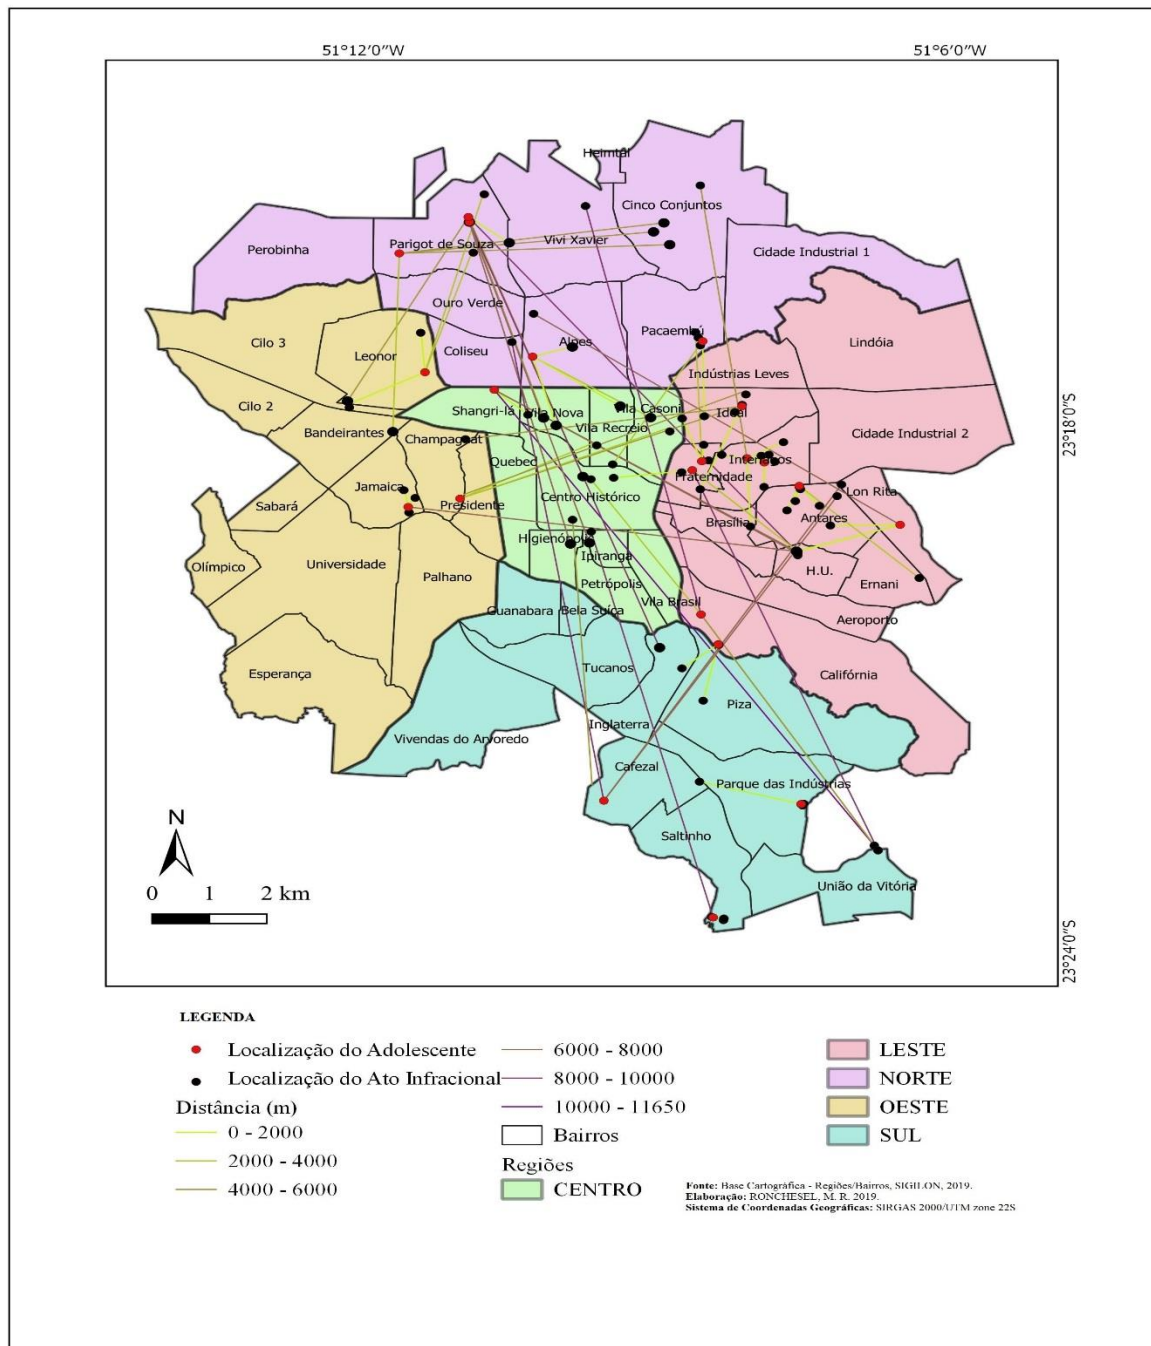 51°12'0"W 51°6'0"W
Heimtal
Cinco Conjuntos
Perobinha
Parigot de Souza
Vivi Xavier
Cidade Industrial 1
Ouro Verde
Cilo 3
Leonor
Coliseu
Alpes
Pacaembú
Lindóia
Indústrias Leves
Cilo 2
Shangri-lá
Vila Nova
Vila Casoni
Ideal
23°18'0"S
Bandeirantes
Champagnat
Vila Recreio
Cidade Industrial 2
Quebec
Interlagos
Jamaica
Fraternidade
Lon Rita
Sabará
Presidente
Centro Histórico
Brasília
Antares
Olímpico
Universidade
Palhano
Higienópolis
Ipiranga
H.U.
Petrópolis
Ernani
Guanabara
Bela Suíça
Vila Brasil
Aeroporto
Esperança
Tucanos
Califórnia
Piza
Inglaterra
Vivendas do Arvoredo
Cafezal
Parque das Indústrias
N
Saltinho
0 1 2 km
União da Vitória
23°24'0"S
LEGENDA
Localização do Adolescente
Localização do Ato Infracional
Distância (m)
0 - 2000
2000 - 4000
4000 - 6000
6000 - 8000
8000 - 10000
10000 - 11650
Bairros
Regiões
CENTRO
LESTE
NORTE
OESTE
SUL
Fonte: Base Cartográfica - Regiões/Bairros, SIGILON, 2019.
Elaboração: RONCHESEL, M. R. 2019.
Sistema de Coordenadas Geográficas: SIRGAS 2000/UTM zone 22S